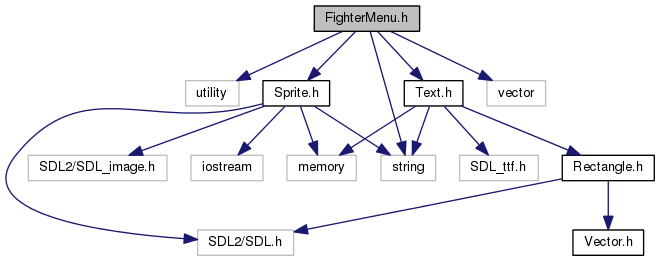 FighterMenu.h
utility
Sprite.h
Text.h
vector
SDL2/SDL_image.h
iostream
memory
string
SDL_ttf.h
Rectangle.h
SDL2/SDL.h
Vector.h